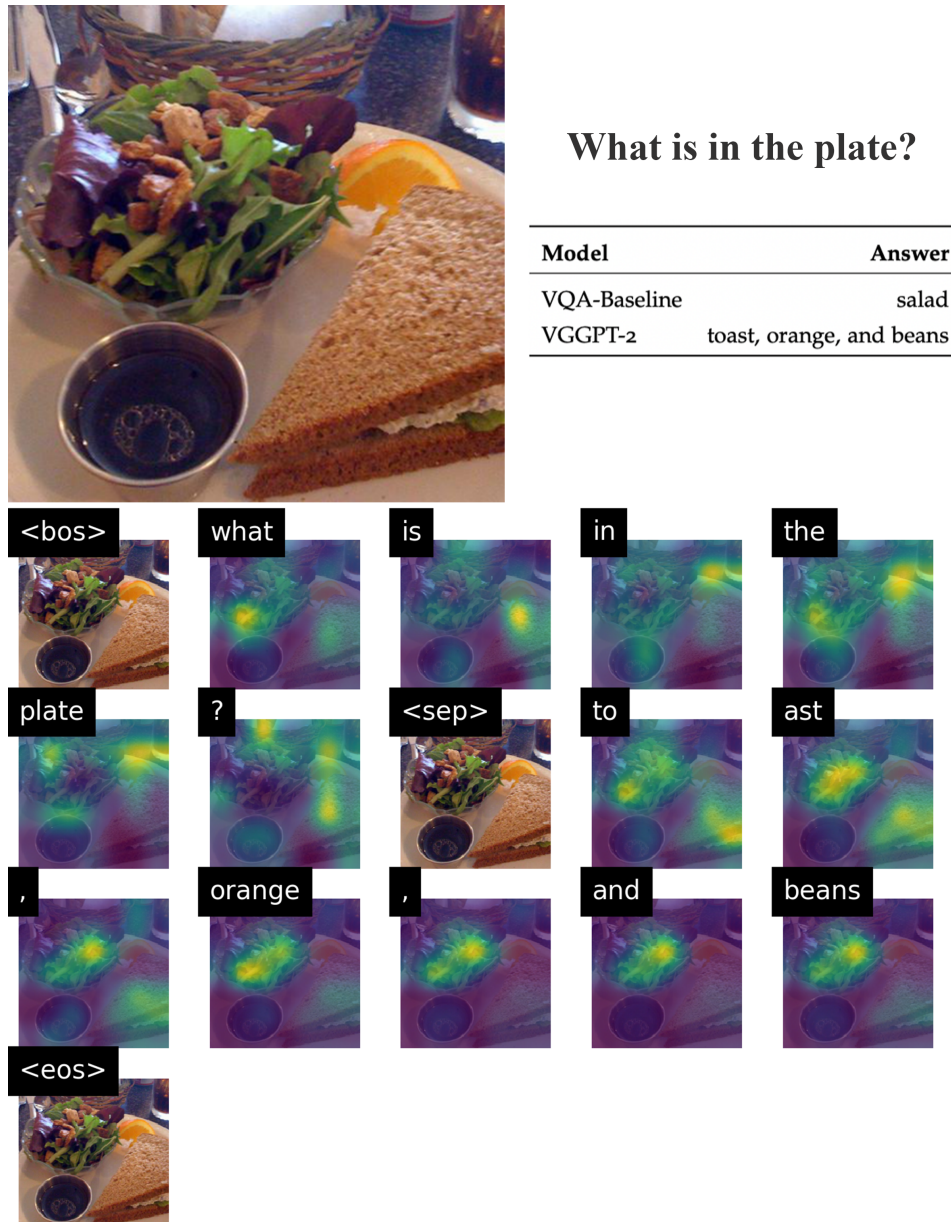 What is in the plate?
Model Answer
VQA-Baseline salad
VGGPT-2 toast, orange, and beans
<bos> what is in the
plate ? <sep> to ast
, orange , and beans
<eos>